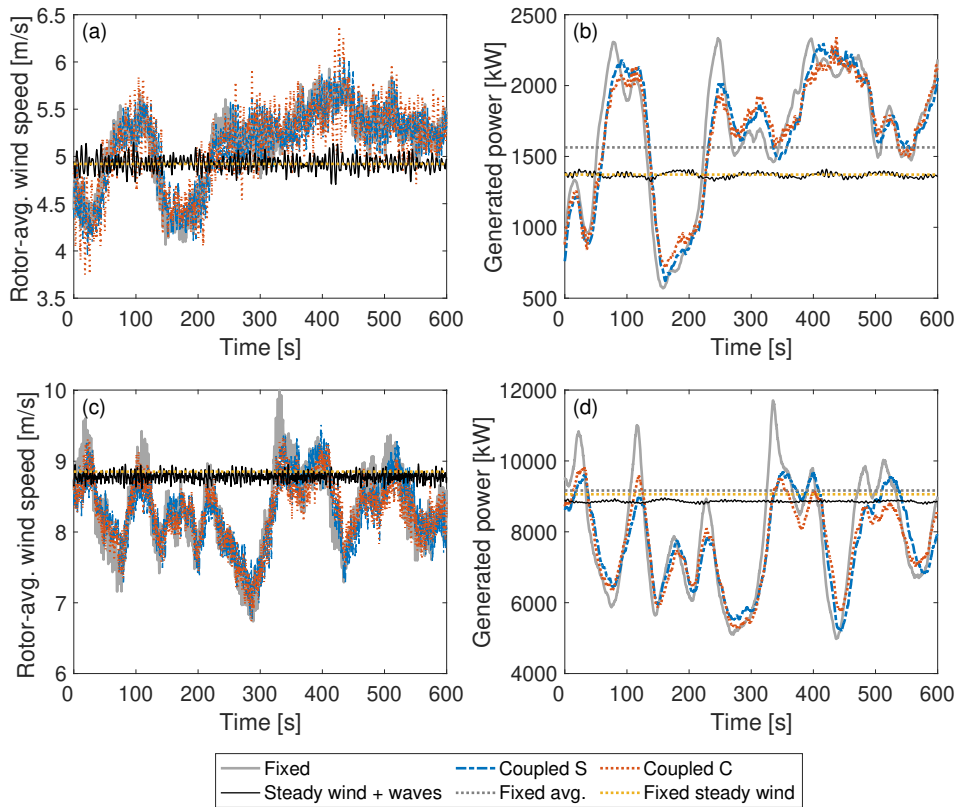 (a)
Rotor-avg. wind speed [m/s]
6.5
6
5.5
5
4.5
4
3.5
0 100 200 300 400 500 600
Time [s]
(b)
Generated power [kW]
2500
2000
1500
1000
500
0 100 200 300 400 500 600
Time [s]
(c)
Rotor-avg. wind speed [m/s]
10
9
8
7
6
0 100 200 300 400 500 600
Time [s]
(d)
Generated power [kW]
12000
10000
8000
6000
4000
0 100 200 300 400 500 600
Time [s]
Fixed Coupled S Coupled C
Steady wind + waves Fixed avg. Fixed steady wind